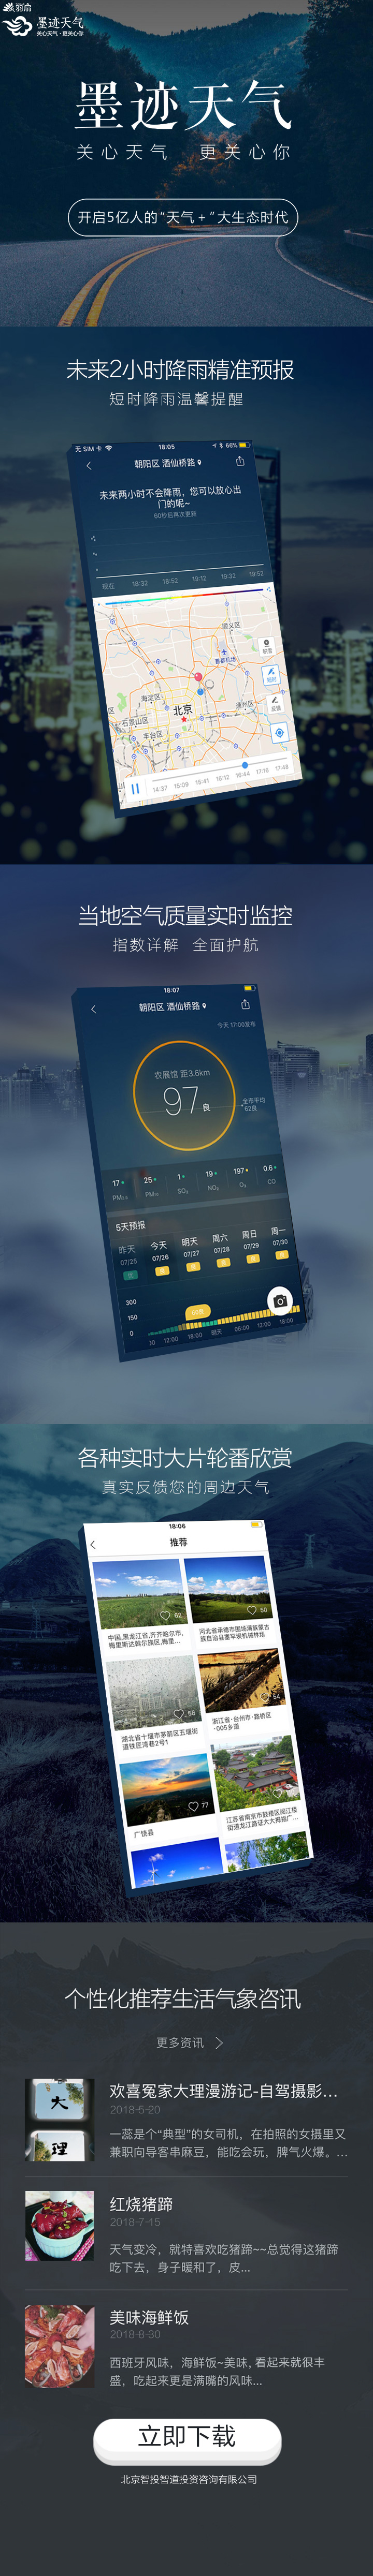 丽扇
墨迹天气
关心天气·更关心你
墨迹天气
关心天气 更关心你
开启5亿人的“天气+”大生态时代
未来2小时降雨精准预报
短时降雨温馨提醒
无 SIM 卡 18:05 66%
朝阳区 酒仙桥路
未来两小时不会降雨，您可以放心出
门的呢~
60秒后再次更新
现在 18:32 18:52 19:12 19:32 19:52
顺义区
首都机场
海淀区
北京
通州区
石景山区
丰台区
反馈
14:37 15:09 15:41 16:12 16:44 17:16 17:48
当地空气质量实时监控
指数详解 全面护航
18:07
朝阳区 酒仙桥路
今天 17:00发布
农展馆 距3.6km
97 良
全市平均
62良
17 25 1 19 197 0.6
PM2.5 PM10 SO2 NO2 O3 CO
5天预报
昨天 今天 明天 周六 周日 周一
07/25 07/26 07/27 07/28 07/29 07/30
300
150
0
12:00 18:00 明天 06:00 12:00 18:00
各种实时大片轮番欣赏
真实反馈您的周边天气
18:06
推荐
62
50
中国,黑龙江省,齐齐哈尔市,
梅里斯达斡尔族区,梅里...
河北省承德市围场满族蒙古
族自治县塞罕坝机械林场
56
54
湖北省十堰市茅箭区五堰街
道铁匠湾巷2号1
浙江省·台州市·路桥区
·005乡道
77
广饶县
江苏省南京市鼓楼区阅江楼
街道龙江路证大大拇指广...
个性化推荐生活气象咨讯
更多资讯
欢喜冤家大理漫游记-自驾摄影...
2018-5-20
大
理
一蕊是个“典型”的女司机，在拍照的女摄里又
兼职向导客串麻豆，能吃会玩，脾气火爆。...
红烧猪蹄
2018-7-15
天气变冷，就特喜欢吃猪蹄~~总觉得这猪蹄
吃下去，身子暖和了，皮...
美味海鲜饭
2018-8-30
西班牙风味，海鲜饭~美味，看起来就很丰
盛，吃起来更是满嘴的风味...
立即下载
北京智投智道投资咨询有限公司